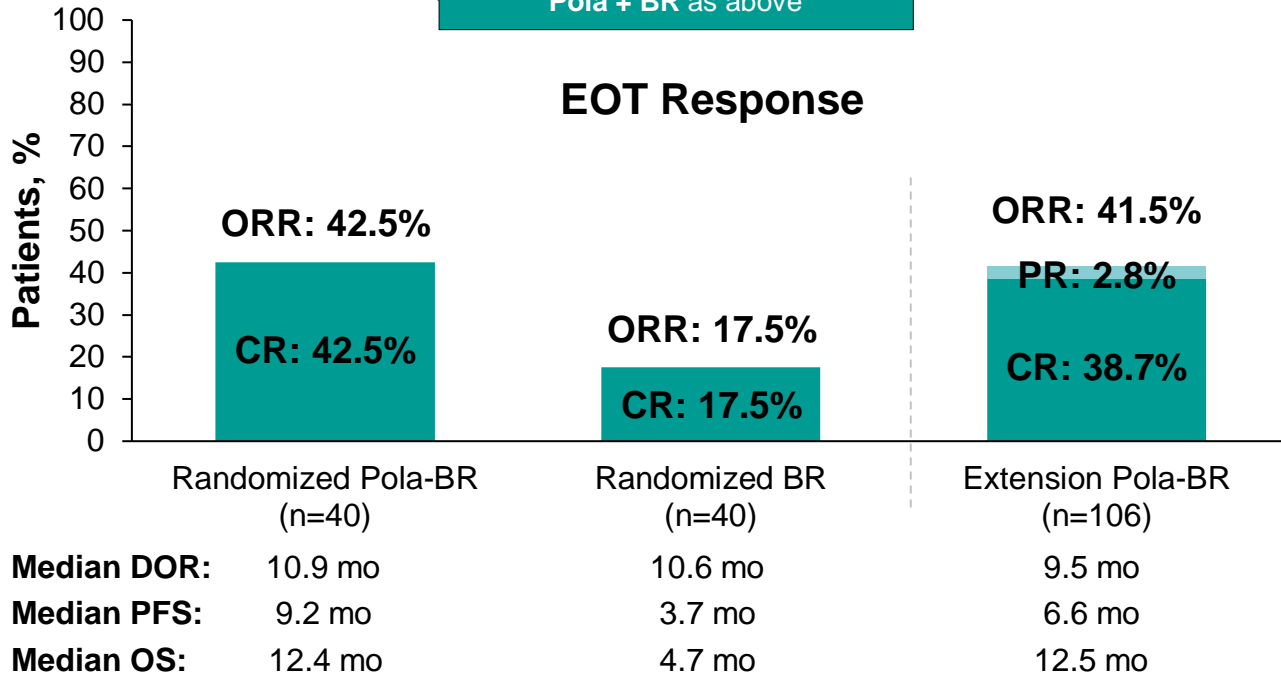 Pola + BR as above
EOT Response
Patients, %
100
90
80
70
60
50
40
30
20
10
0
ORR: 42.5%
CR: 42.5%
ORR: 17.5%
CR: 17.5%
ORR: 41.5%
PR: 2.8%
CR: 38.7%
Randomized Pola-BR
(n=40)
Randomized BR
(n=40)
Extension Pola-BR
(n=106)
Median DOR: 10.9 mo 10.6 mo 9.5 mo
Median PFS: 9.2 mo 3.7 mo 6.6 mo
Median OS: 12.4 mo 4.7 mo 12.5 mo